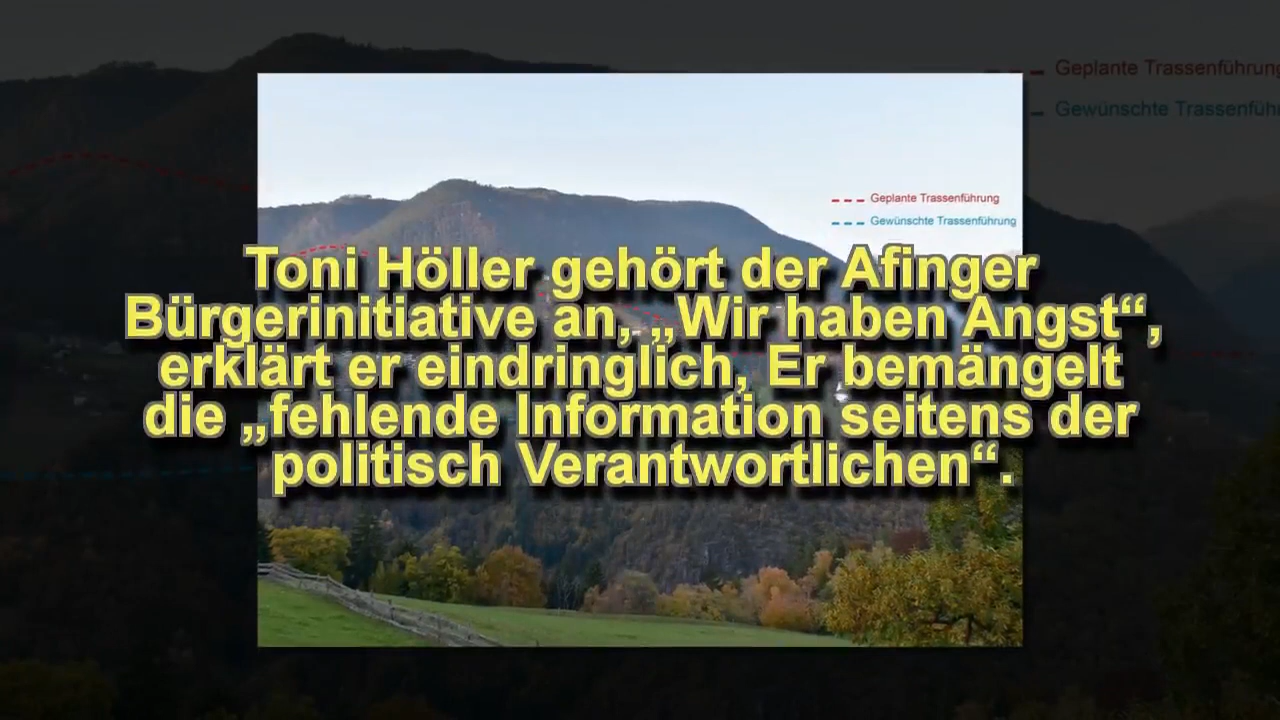 Geplante Trassenführung
Gewünschte Trassenfüh
Geplante Trassenführung
Gewünschte Trassenführung
Toni Höller gehört der Afinger
Bürgerinitiative an, „Wir haben Angst“,
erklärt er eindringlich, Er bemängelt
die „fehlende Information seitens der
politisch Verantwortlichen“.